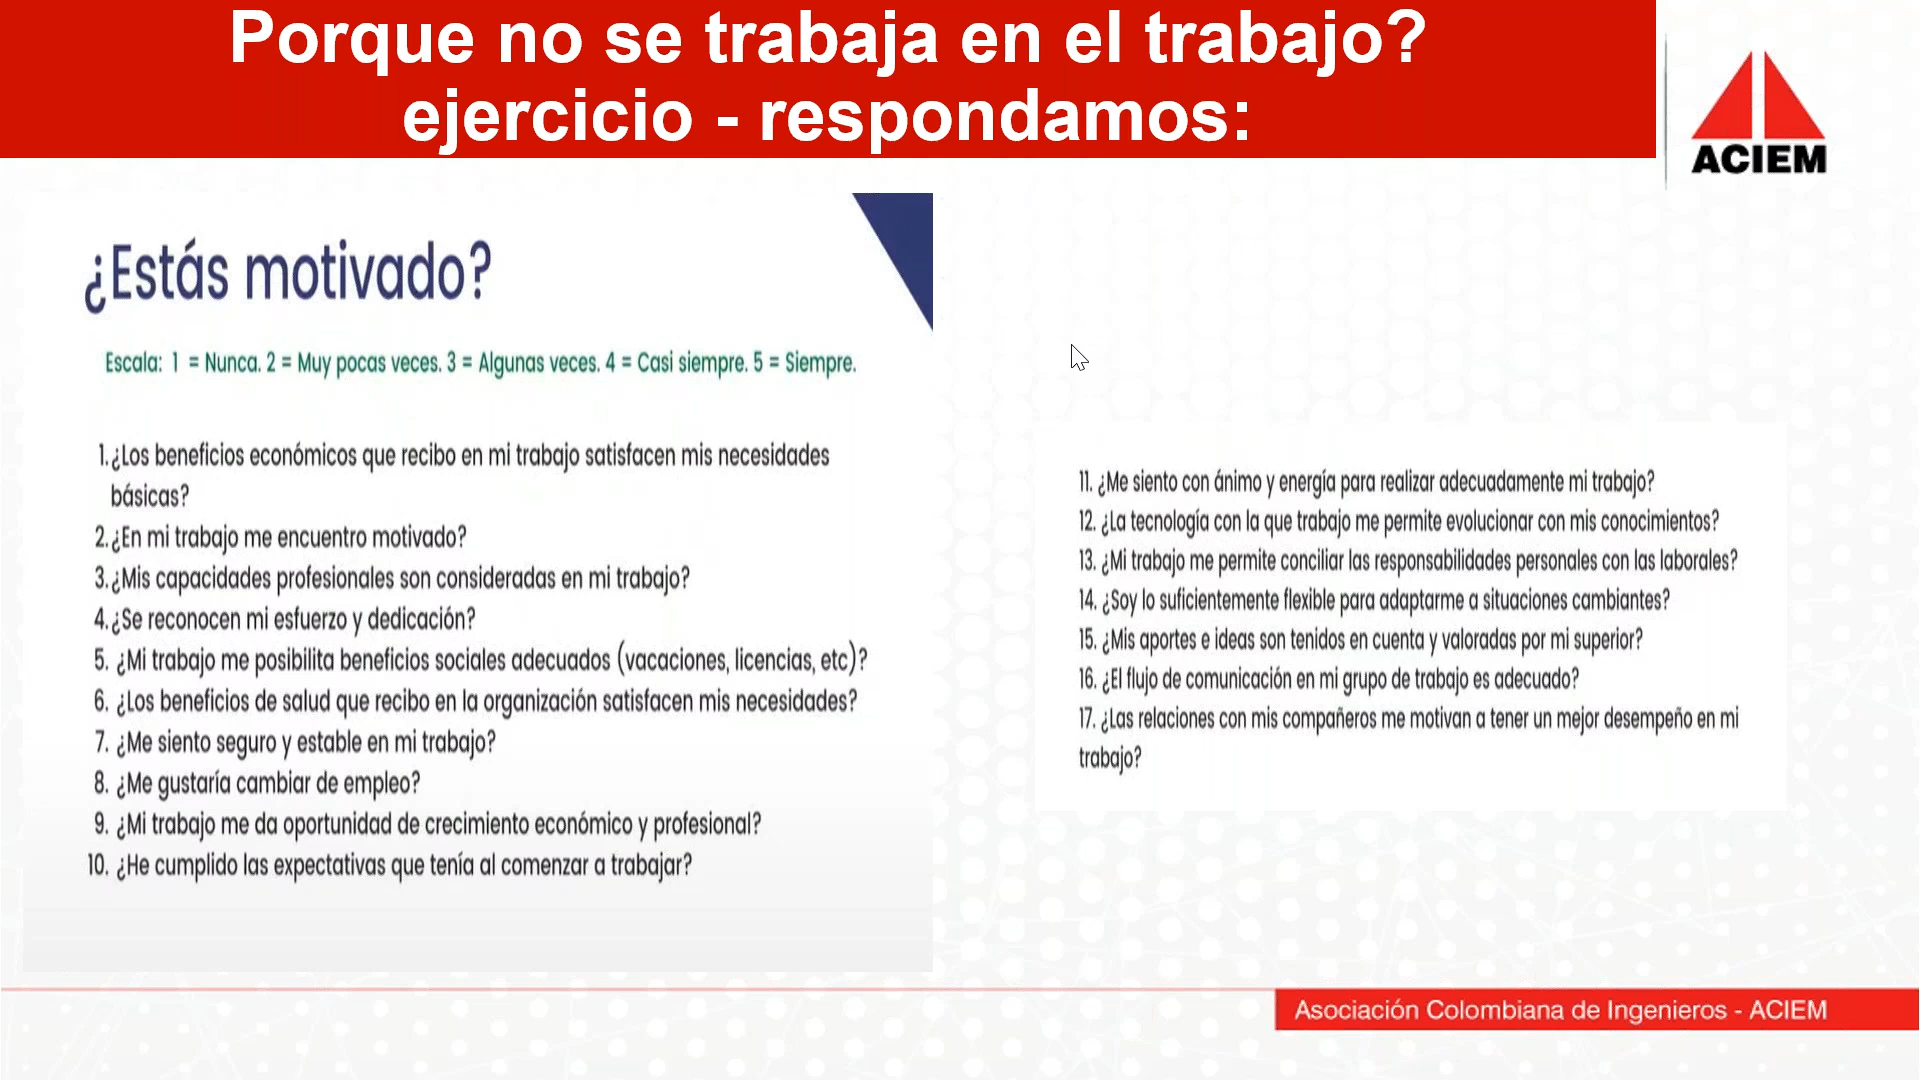 Porque no se trabaja en el trabajo?
ejercicio - respondamos:
ACIEM
¿Estás motivado?
Escala: 1 = Nunca. 2 = Muy pocas veces. 3 = Algunas veces. 4 = Casi siempre. 5 = Siempre.
1. ¿Los beneficios económicos que recibo en mi trabajo satisfacen mis necesidades
básicas?
2. ¿En mi trabajo me encuentro motivado?
3. ¿Mis capacidades profesionales son consideradas en mi trabajo?
4. ¿Se reconocen mi esfuerzo y dedicación?
5. ¿Mi trabajo me posibilita beneficios sociales adecuados (vacaciones, licencias, etc)?
6. ¿Los beneficios de salud que recibo en la organización satisfacen mis necesidades?
7. ¿Me siento seguro y estable en mi trabajo?
8. ¿Me gustaría cambiar de empleo?
9. ¿Mi trabajo me da oportunidad de crecimiento económico y profesional?
10. ¿He cumplido las expectativas que tenía al comenzar a trabajar?
11. ¿Me siento con ánimo y energía para realizar adecuadamente mi trabajo?
12. ¿La tecnología con la que trabajo me permite evolucionar con mis conocimientos?
13. ¿Mi trabajo me permite conciliar las responsabilidades personales con las laborales?
14. ¿Soy lo suficientemente flexible para adaptarme a situaciones cambiantes?
15. ¿Mis aportes e ideas son tenidos en cuenta y valoradas por mi superior?
16. ¿El flujo de comunicación en mi grupo de trabajo es adecuado?
17. ¿Las relaciones con mis compañeros me motivan a tener un mejor desempeño en mi
trabajo?
Asociación Colombiana de Ingenieros - ACIEM